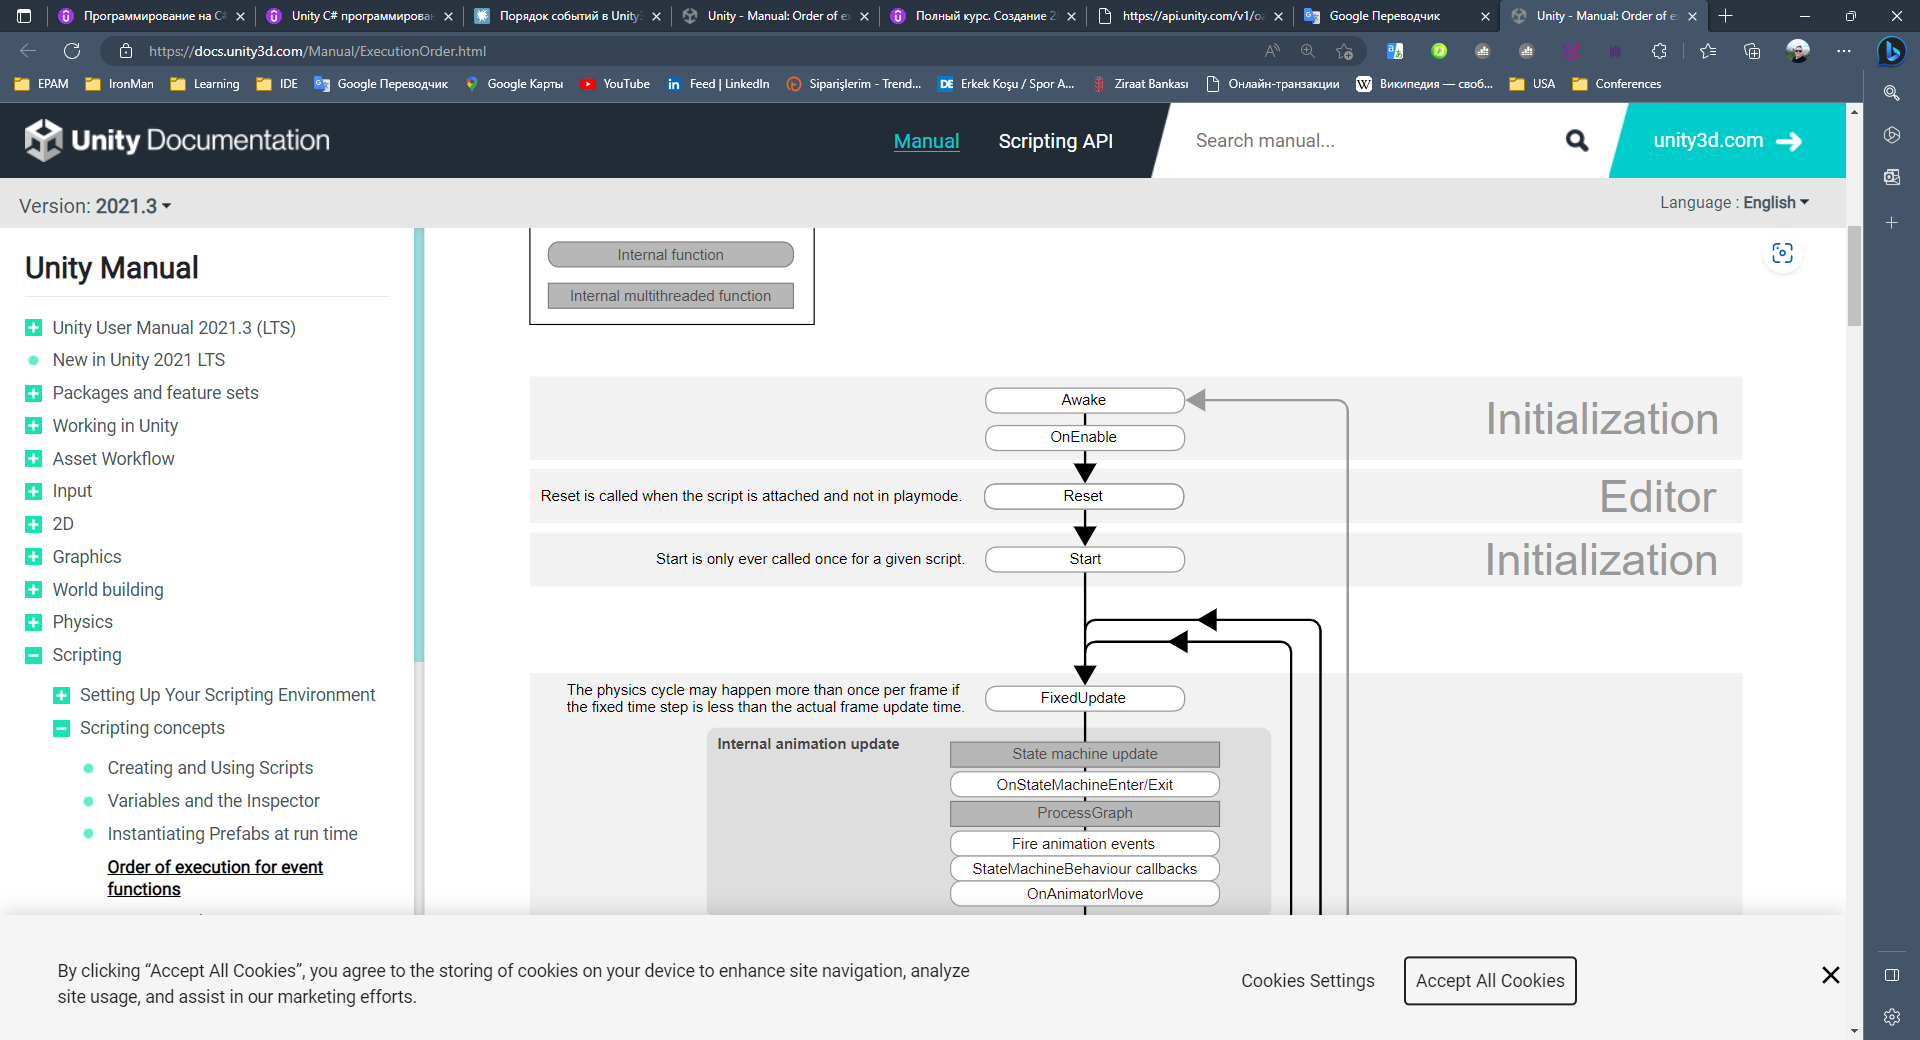 Программирование на C#
Unity C# программирован
Порядок событий в Unity
Unity - Manual: Order of e
Полный курс. Создание 2
https://api.unity.com/v1/o
Google Переводчик
Unity - Manual: Order of e
https://docs.unity3d.com/Manual/ExecutionOrder.html
EPAM
IronMan
Learning
IDE
Google Переводчик
Google Карты
YouTube
Feed | LinkedIn
Siparişlerim - Trend...
Erkek Koşu / Spor A...
Ziraat Bankası
Онлайн-транзакции
Википедия — своб...
USA
Conferences
Unity Documentation
Manual
Scripting API
Search manual...
unity3d.com
Version: 2021.3
Language : English
Unity Manual
Unity User Manual 2021.3 (LTS)
New in Unity 2021 LTS
Packages and feature sets
Working in Unity
Asset Workflow
Input
2D
Graphics
World building
Physics
Scripting
Setting Up Your Scripting Environment
Scripting concepts
Creating and Using Scripts
Variables and the Inspector
Instantiating Prefabs at run time
Order of execution for event
functions
Internal function
Internal multithreaded function
Awake
OnEnable
Initialization
Reset is called when the script is attached and not in playmode.
Reset
Editor
Start is only ever called once for a given script.
Start
Initialization
The physics cycle may happen more than once per frame if
the fixed time step is less than the actual frame update time.
FixedUpdate
Internal animation update
State machine update
OnStateMachineEnter/Exit
ProcessGraph
Fire animation events
StateMachineBehaviour callbacks
OnAnimatorMove
By clicking “Accept All Cookies”, you agree to the storing of cookies on your device to enhance site navigation, analyze
site usage, and assist in our marketing efforts.
Cookies Settings
Accept All Cookies